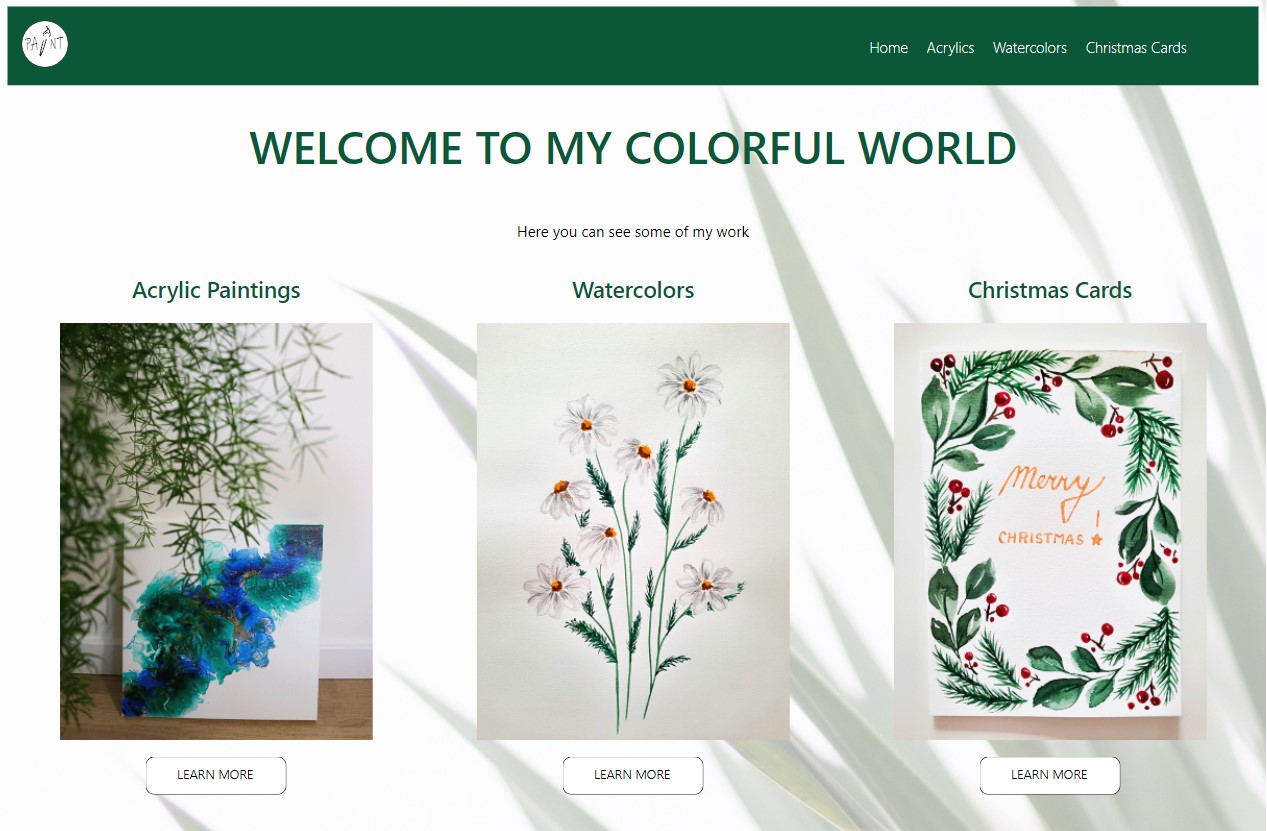 PAINT
Home Acrylics Watercolors Christmas Cards
WELCOME TO MY COLORFUL WORLD
Here you can see some of my work
Acrylic Paintings Watercolors Christmas Cards
Merry
CHRISTMAS
LEARN MORE LEARN MORE LEARN MORE